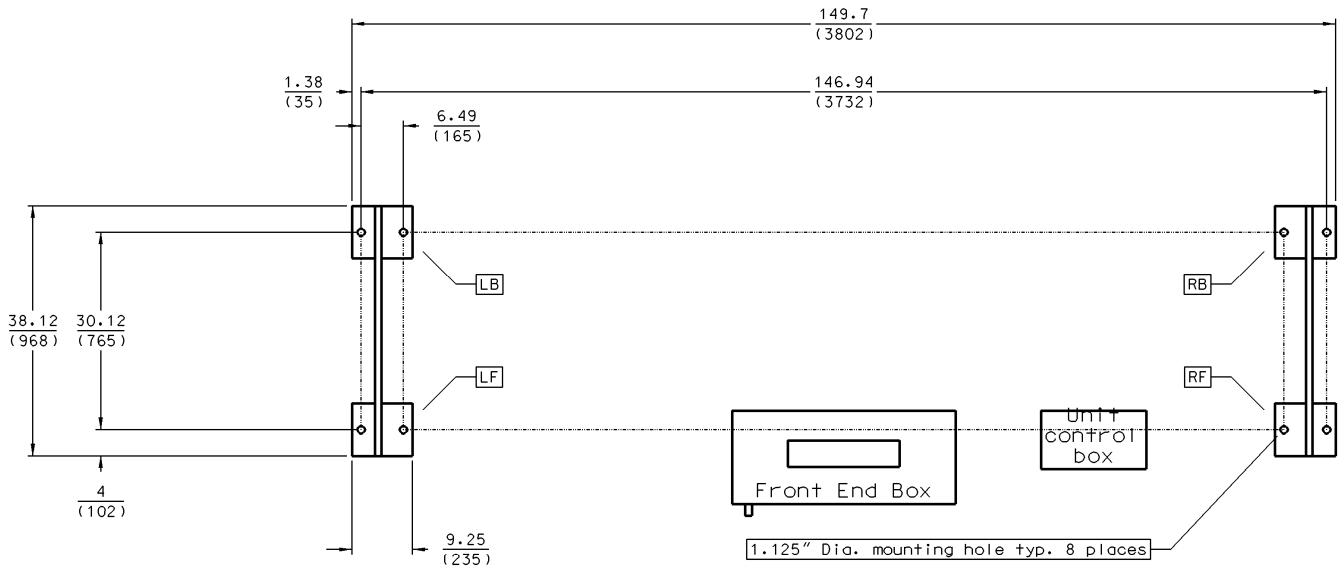 149.7
(3802)
1.38
(35)
146.94
(3732)
6.49
(165)
LB
RB
38.12
(968)
30.12
(765)
LF
RF
Unit
control
box
Front End Box
4
(102)
9.25
(235)
1.125" Dia. mounting hole typ. 8 places